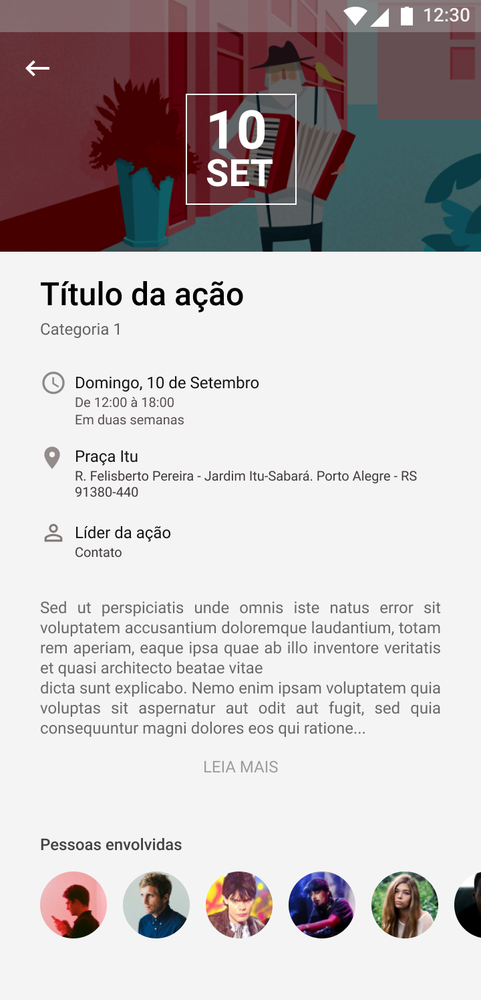 12:30
10
SET
Título da ação
Categoria 1
Domingo, 10 de Setembro
De 12:00 à 18:00
Em duas semanas
Praça Itu
R. Felisberto Pereira - Jardim Itu-Sabará. Porto Alegre - RS
91380-440
Líder da ação
Contato
Sed ut perspiciatis unde omnis iste natus error sit
voluptatem accusantium doloremque laudantium, totam
rem aperiam, eaque ipsa quae ab illo inventore veritatis
et quasi architecto beatae vitae
dicta sunt explicabo. Nemo enim ipsam voluptatem quia
voluptas sit aspernatur aut odit aut fugit, sed quia
consequuntur magni dolores eos qui ratione...
LEIA MAIS
Pessoas envolvidas